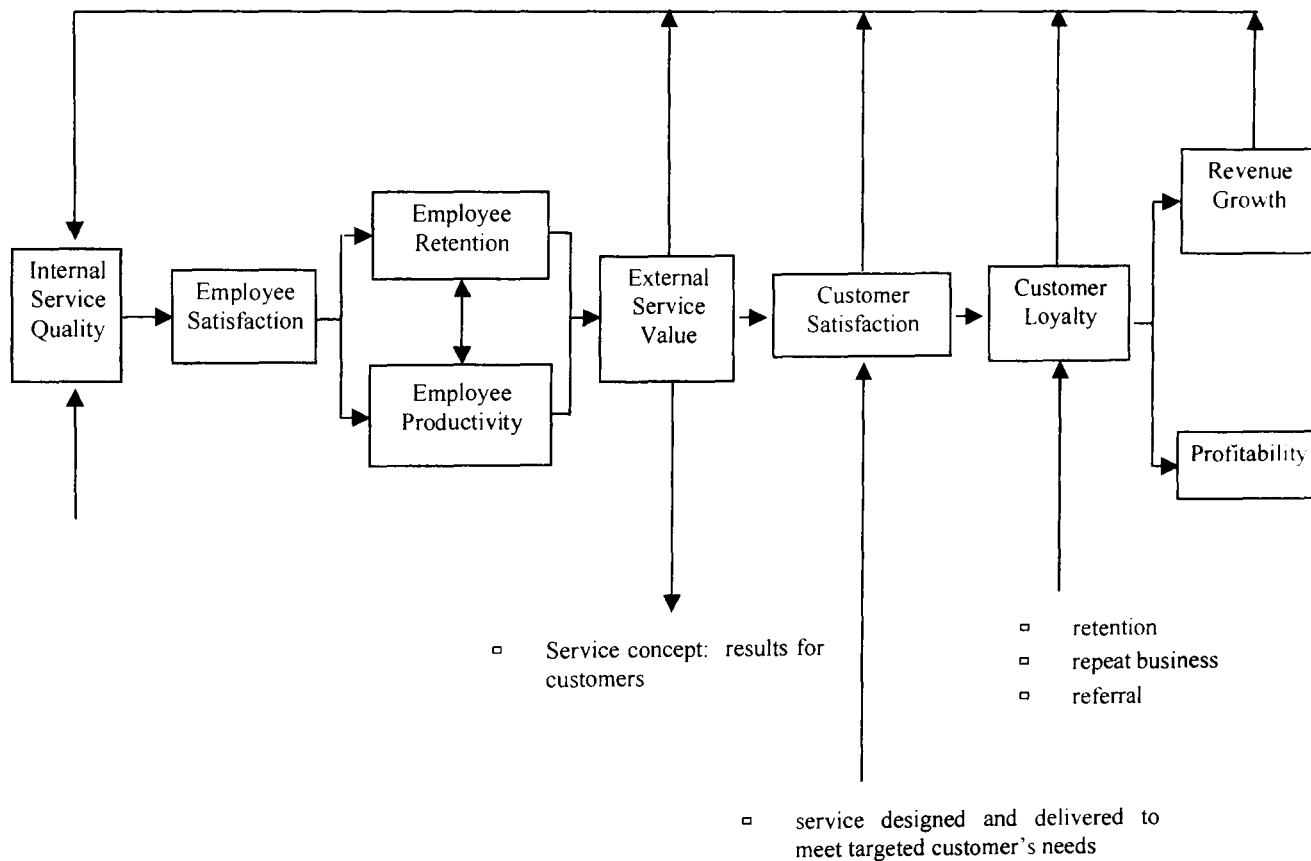 Revenue
Growth
Employee
Retention
Internal
Service
Quality
Employee
Satisfaction
External
Service
Value
Customer
Satisfaction
Customer
Loyalty
Employee
Productivity
Profitability
Service concept: results for
customers
retention
repeat business
referral
service designed and delivered to
meet targeted customer's needs